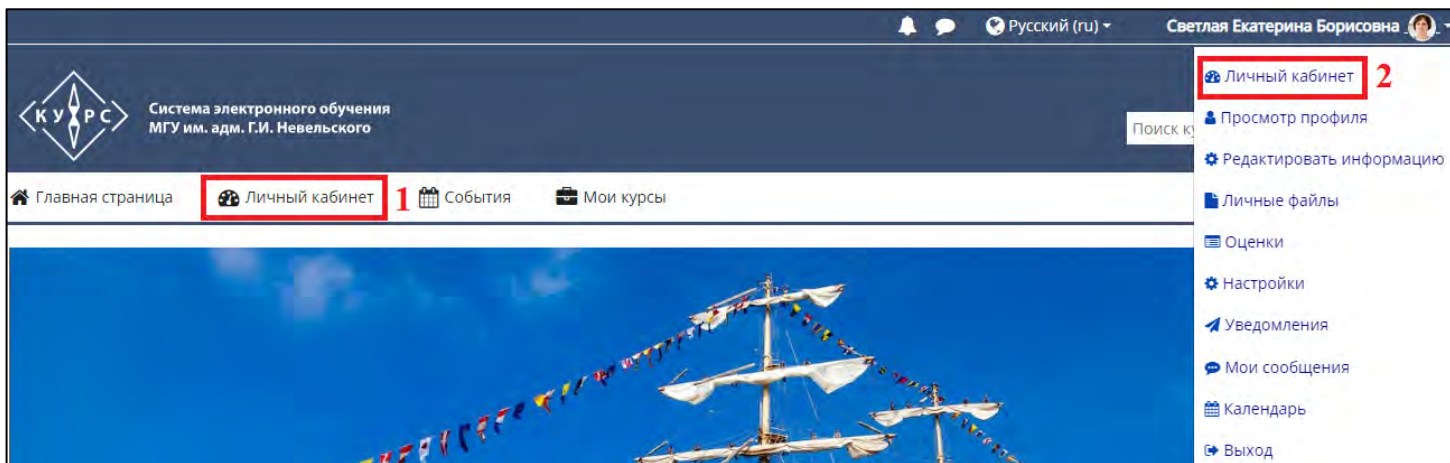 Русский (ru)
Светлая Екатерина Борисовна
КУРС
Система электронного обучения
МГУ им. адм. Г.И. Невельского
Поиск
Главная страница
Личный кабинет
1
События
Мои курсы
Личный кабинет
2
Просмотр профиля
Редактировать информацию
Личные файлы
Оценки
Настройки
Уведомления
Мои сообщения
Календарь
Выход